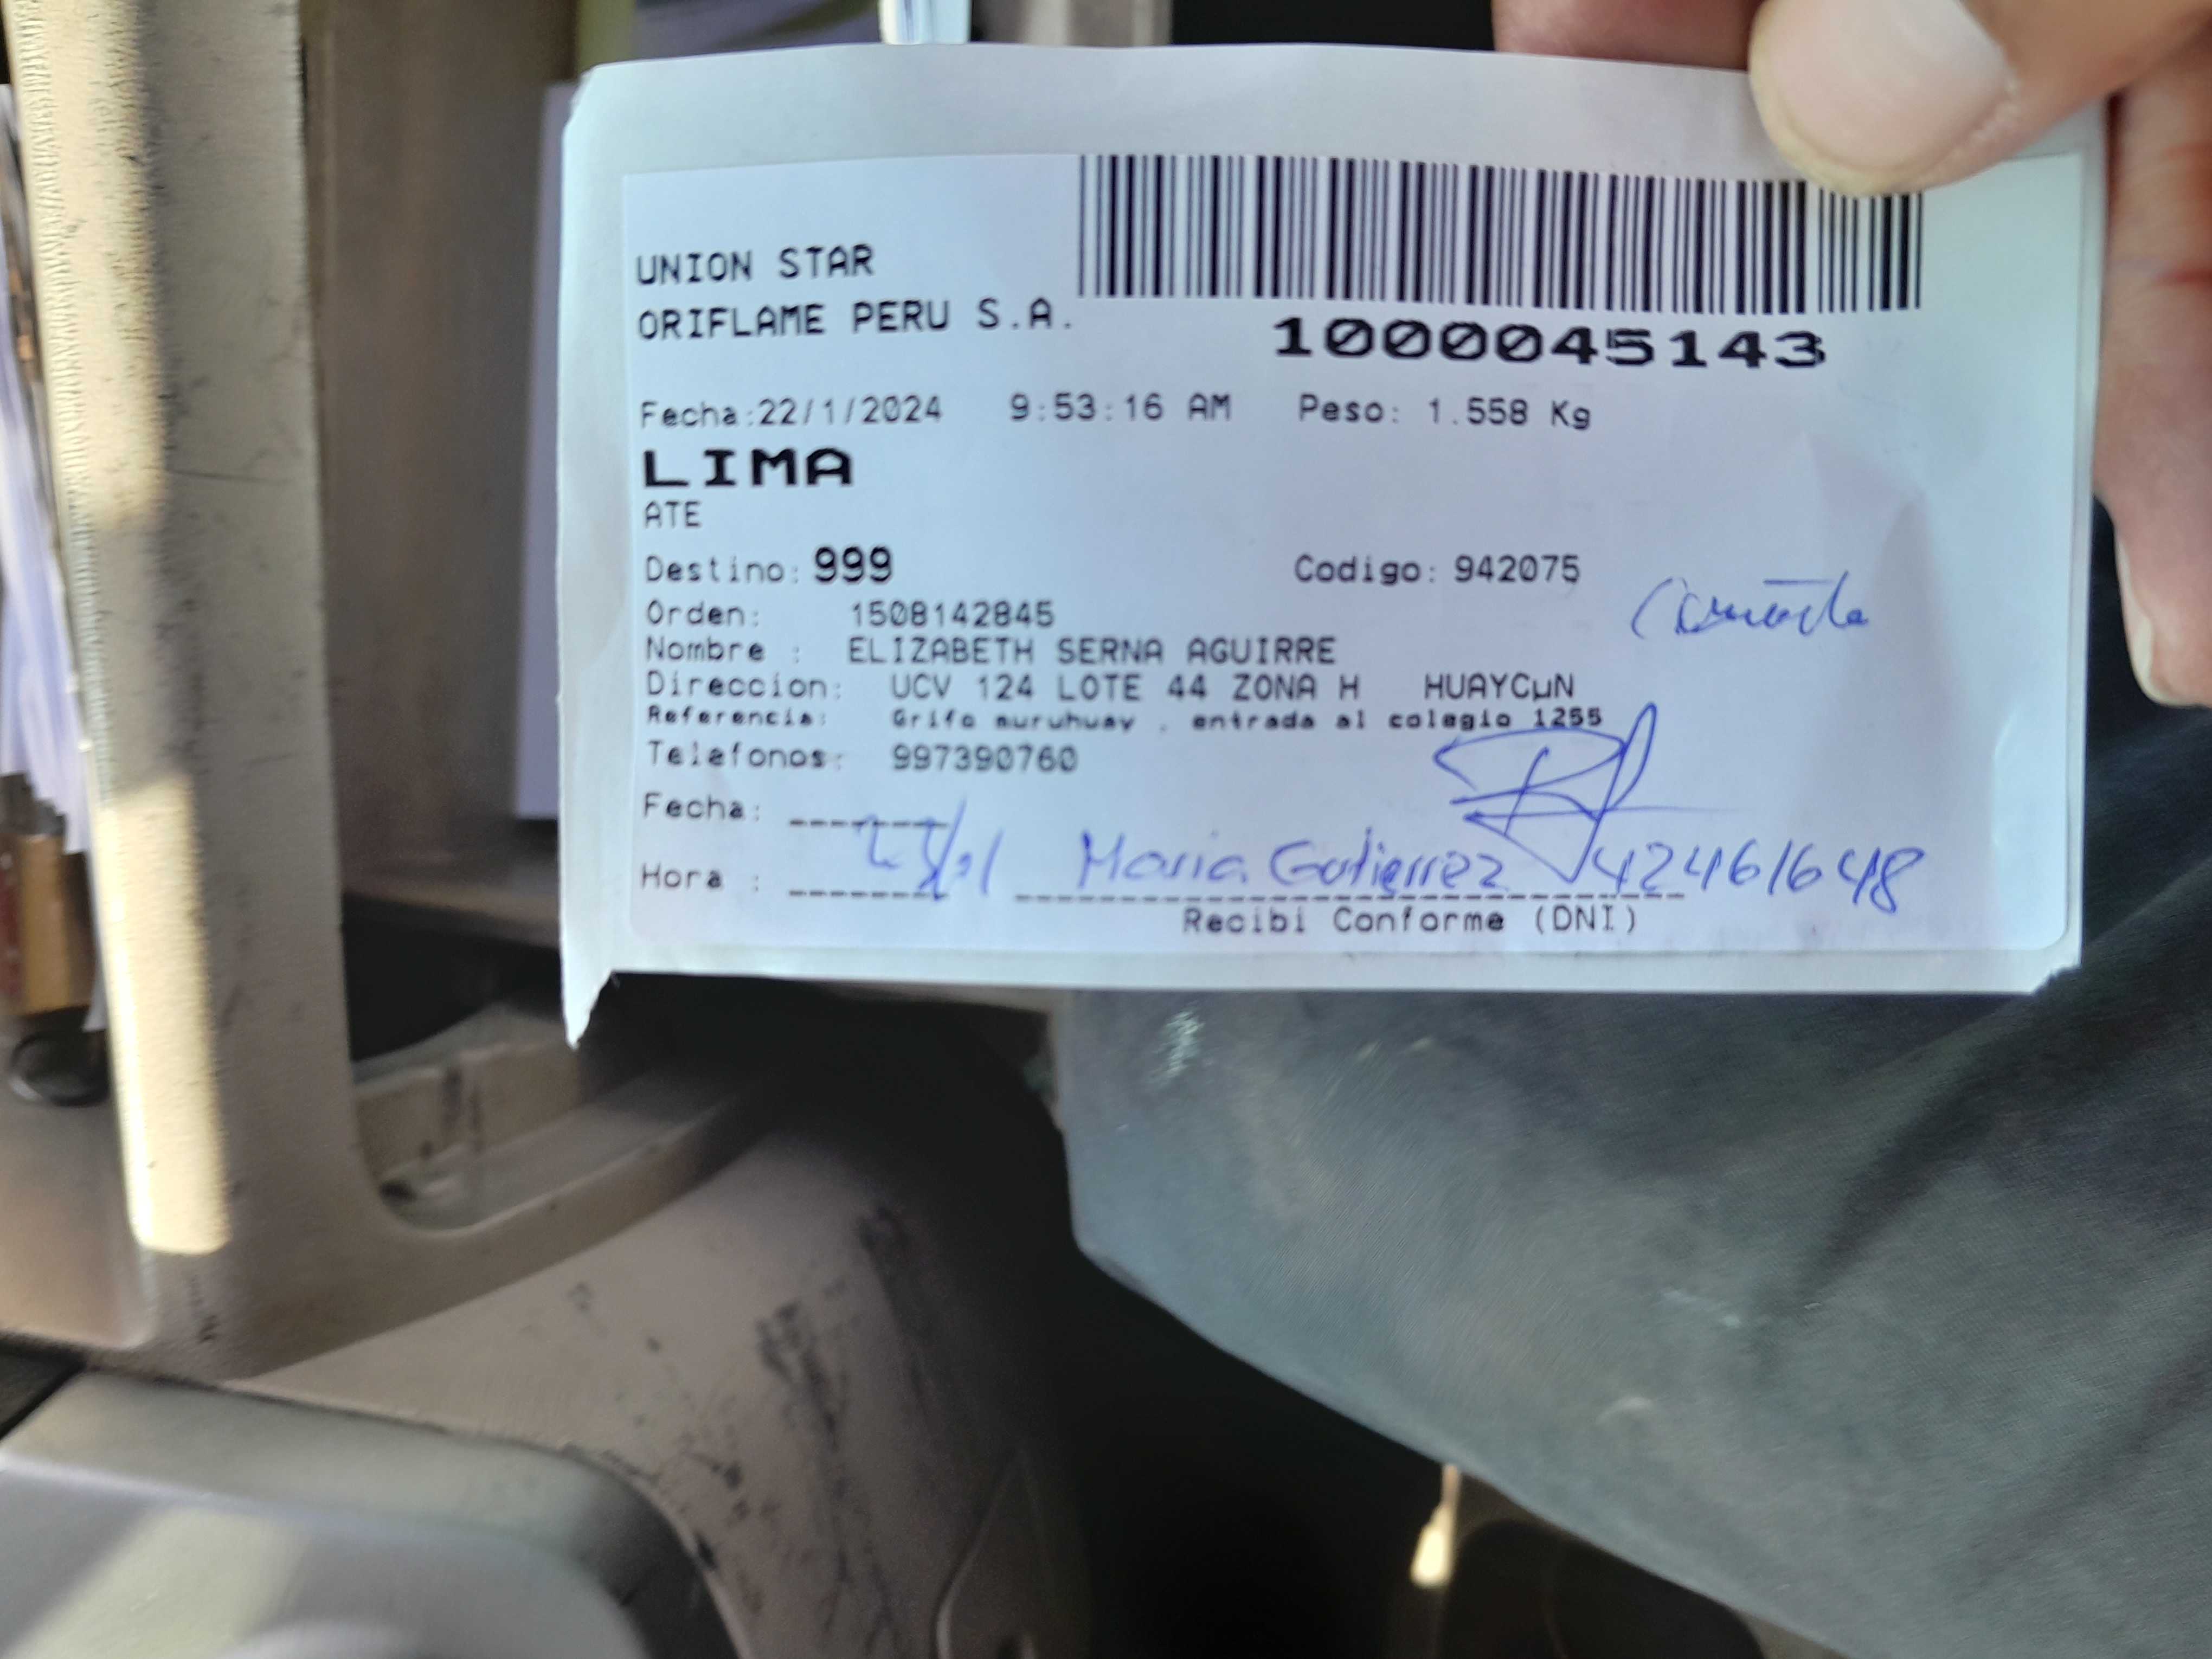 UNION STAR
ORIFLAME PERU S.A.
1000045143
Fecha:22/1/2024 9:53:16 AM Peso: 1.558 Kg
LIMA
ATE
Destino: 999 Codigo: 942075
Orden: 1508142845
Nombre : ELIZABETH SERNA AGUIRRE
Direccion: UCV 124 LOTE 44 ZONA H HUAYCµN
Referencia: Grifo muruhuay , entrada al colegio 1255
Telefonos: 997390760
Fecha:
Hora : Maria Gutierrez 42461648
Recibi Conforme (DNI)